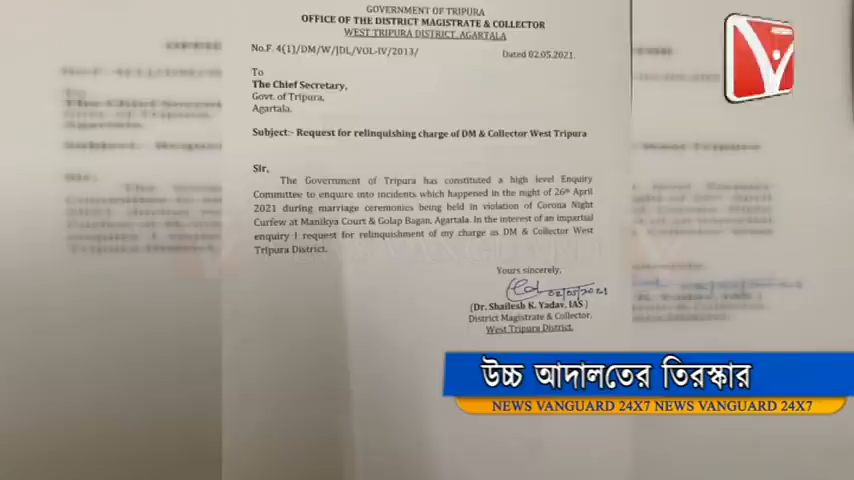 GOVERNMENT OF TRIPURA
OFFICE OF THE DISTRICT MAGISTRATE & COLLECTOR
WEST TRIPURA DISTRICT, AGARTALA
No.F. 4(1)/DM/W/JDL/VOL-IV/2013/ Dated 02.05.2021.
To
The Chief Secretary,
Govt. of Tripura,
Agartala.
Subject:- Request for relinquishing charge of DM & Collector West Tripura
Sir,
The Government of Tripura has constituted a high level Enquiry
Committee to enquire into incidents which happened in the night of 26th April
2021 during marriage ceremonies being held in violation of Corona Night
Curfew at Manikya Court & Golap Bagan, Agartala. In the interest of an impartial
enquiry I request for relinquishment of my charge as DM & Collector West
Tripura District.
Yours sincerely,
02/05/2021
(Dr. Shailesh K. Yadav, IAS)
District Magistrate & Collector,
West Tripura District.
উচ্চ আদালতের তিরস্কার
NEWS VANGUARD 24X7 NEWS VANGUARD 24X7